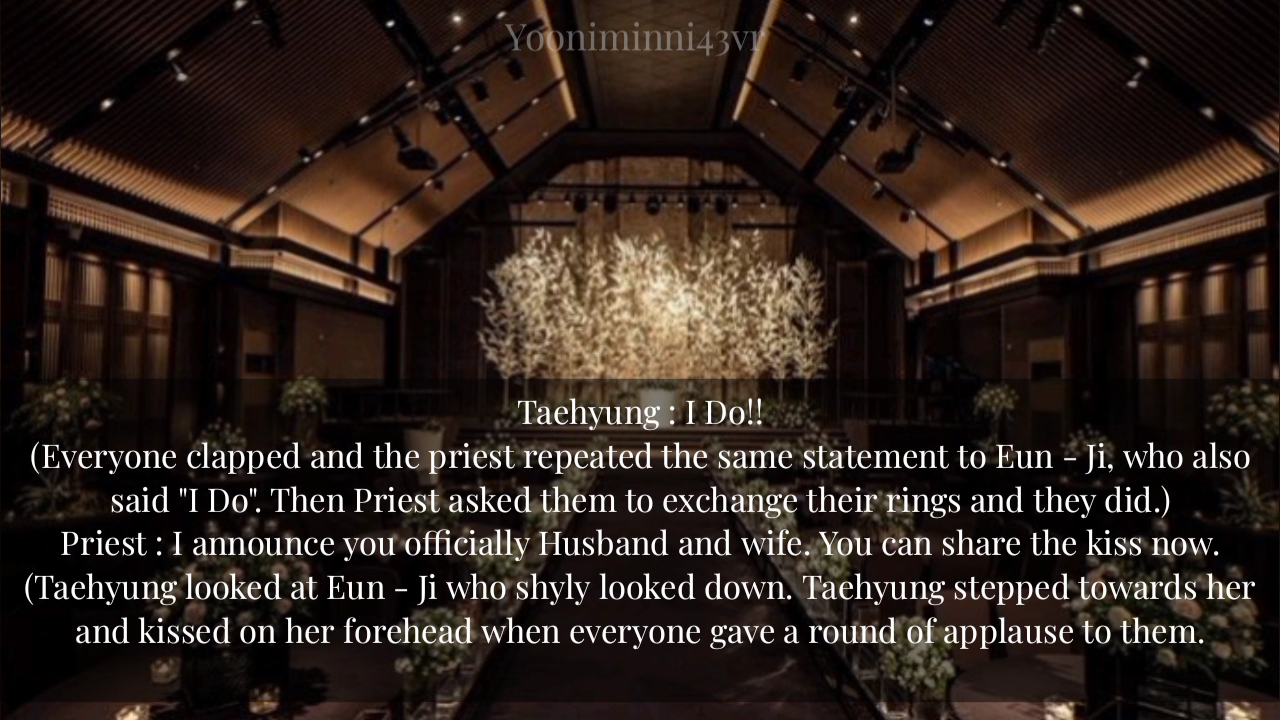 Yooniminni43vr
Taehyung : I Do!!
(Everyone clapped and the priest repeated the same statement to Eun - Ji, who also
said "I Do". Then Priest asked them to exchange their rings and they did.)
Priest : I announce you officially Husband and wife. You can share the kiss now.
(Taehyung looked at Eun - Ji who shyly looked down. Taehyung stepped towards her
and kissed on her forehead when everyone gave a round of applause to them.